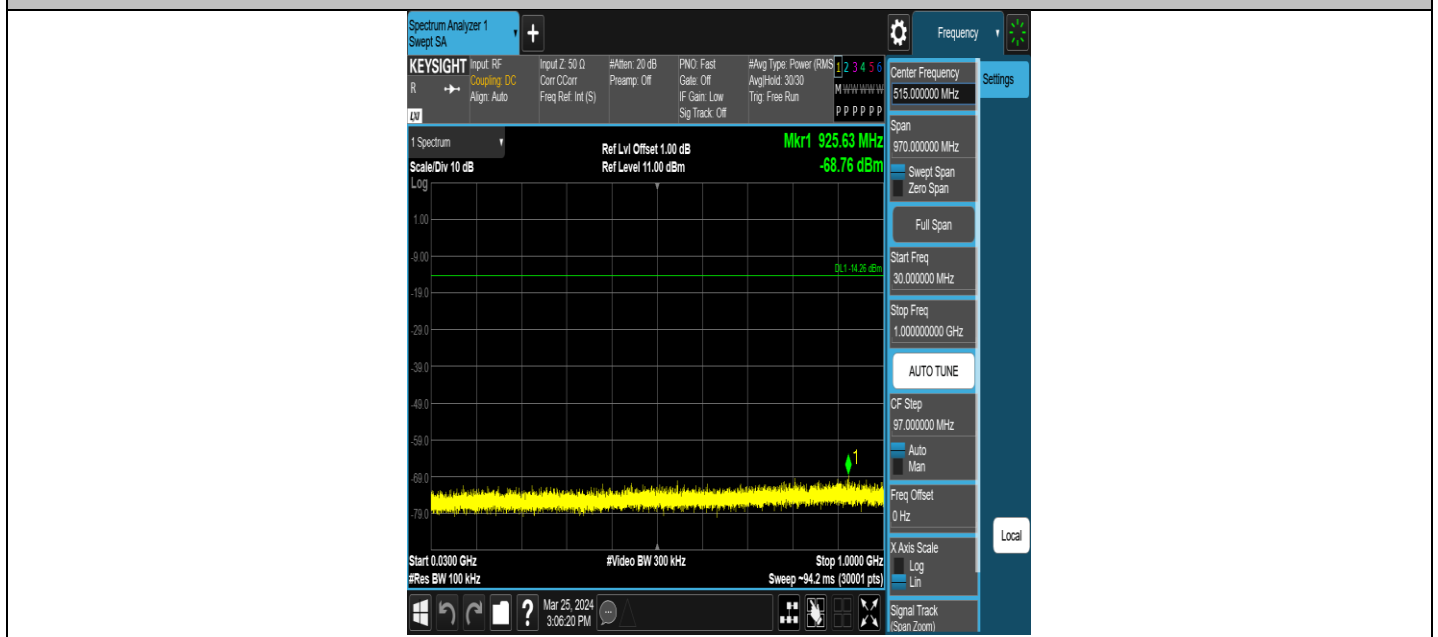 Spectrum Analyzer 1
Swept SA
+
Frequency
KEYSIGHT
R
LXI
Input: RF
Coupling: DC
Align: Auto
Input Z: 50 Ω
Corr CCorr
Freq Ref: Int (S)
#Atten: 20 dB
Preamp: Off
PNO: Fast
Gate: Off
IF Gain: Low
Sig Track: Off
#Avg Type: Power (RMS
Avg|Hold: 30/30
Trig: Free Run
1 2 3 4 5 6
M W W W W W
P P P P P P
1 Spectrum
Scale/Div 10 dB
Log
Ref Lvl Offset 1.00 dB
Ref Level 11.00 dBm
Mkr1 925.63 MHz
-68.76 dBm
1.00
-9.00
DL1 -14.26 dBm
-19.0
-29.0
-39.0
-49.0
-59.0
1
-69.0
-79.0
Start 0.0300 GHz
#Video BW 300 kHz
Stop 1.0000 GHz
#Res BW 100 kHz
Sweep ~94.2 ms (30001 pts)
?
Mar 25, 2024
3:06:20 PM
Center Frequency
515.000000 MHz
Settings
Span
970.000000 MHz
Swept Span
Zero Span
Full Span
Start Freq
30.000000 MHz
Stop Freq
1.000000000 GHz
AUTO TUNE
CF Step
97.000000 MHz
Auto
Man
Freq Offset
0 Hz
Local
X Axis Scale
Log
Lin
Signal Track
(Span Zoom)